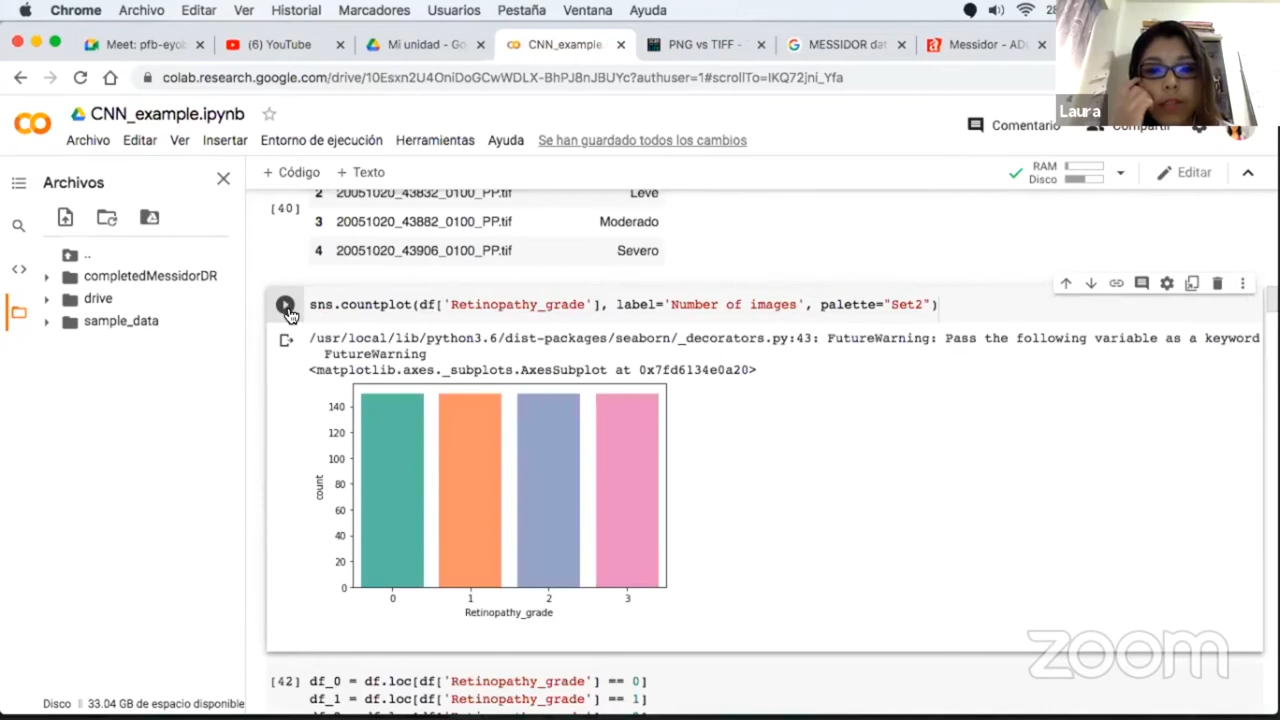 Chrome Archivo Editar Ver Historial Marcadores Usuarios Pestaña Ventana Ayuda
Meet: pfb-eyol (6) YouTube Mi unidad - Go CNN_example. PNG vs TIFF - MESSIDOR dat Messidor - AD
colab.research.google.com/drive/10Esxn2U4OniDoGCwWDLX-BhPJ8nJBUYc?authuser=1#scrollTo=IKQ72jni_Yfa
CNN_example.ipynb
Laura
Comentario Compartir
Archivo Editar Ver Insertar Entorno de ejecución Herramientas Ayuda Se han guardado todos los cambios
Archivos
+ Código + Texto
RAM
Disco
Editar
2 20051020_43832_0100_PP.tif Leve
[40]
3 20051020_43882_0100_PP.tif Moderado
4 20051020_43906_0100_PP.tif Severo
..
completedMessidorDR
drive
sample_data
sns.countplot(df['Retinopathy_grade'], label='Number of images', palette="Set2")
/usr/local/lib/python3.6/dist-packages/seaborn/_decorators.py:43: FutureWarning: Pass the following variable as a keyword
FutureWarning
<matplotlib.axes._subplots.AxesSubplot at 0x7fd6134e0a20>
140
120
100
80
60
40
20
0
count
0 1 2 3
Retinopathy_grade
zoom
[42] df_0 = df.loc[df['Retinopathy_grade'] == 0]
df_1 = df.loc[df['Retinopathy_grade'] == 1]
Disco 33.04 GB de espacio disponible